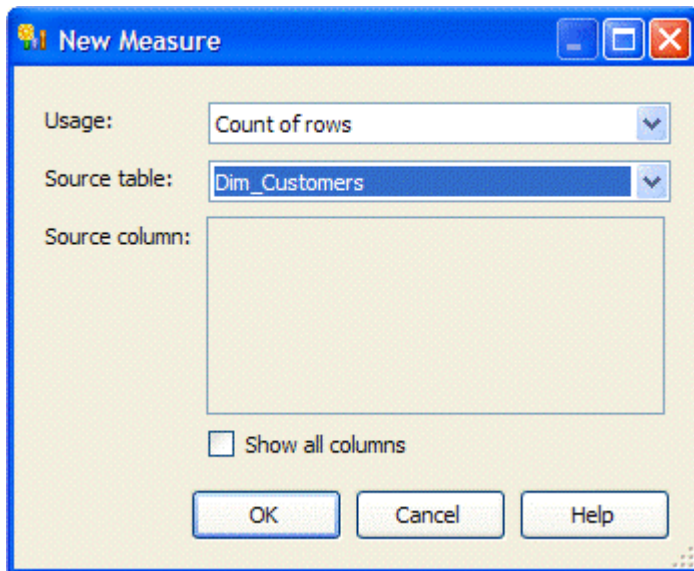 New Measure
Usage: Count of rows
Source table: Dim_Customers
Source column:
Show all columns
OK Cancel Help